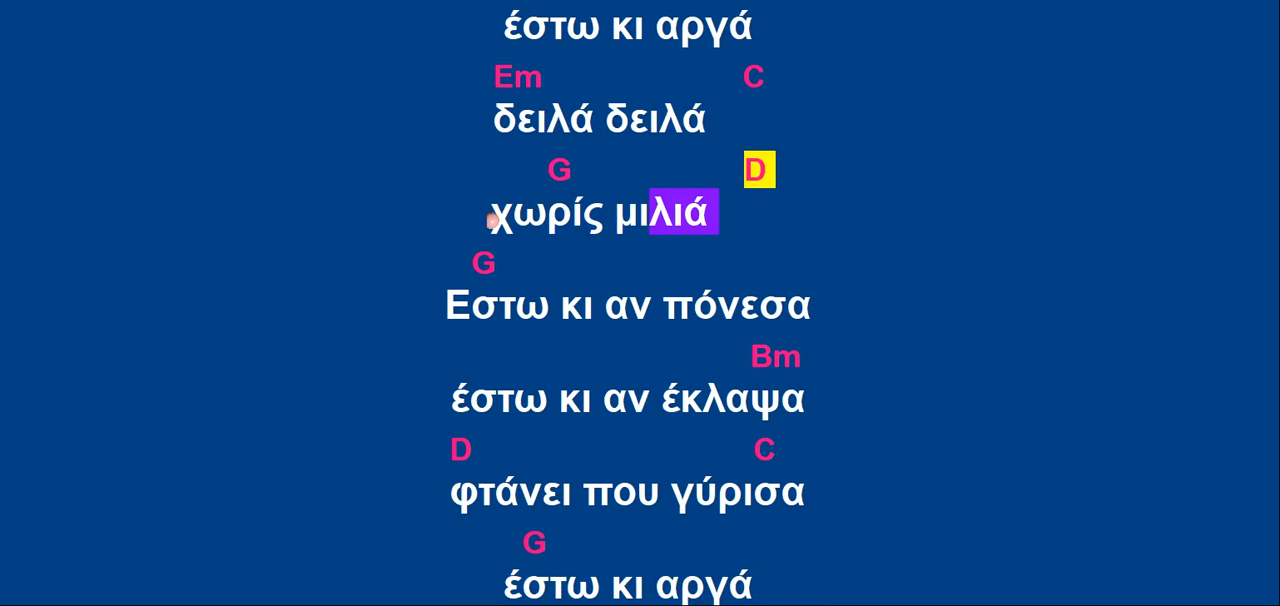 έστω κι αργά
Em C
δειλά δειλά
G D
χωρίς μιλιά
G
Εστω κι αν πόνεσα
Bm
έστω κι αν έκλαψα
D C
φτάνει που γύρισα
G
έστω κι αργά